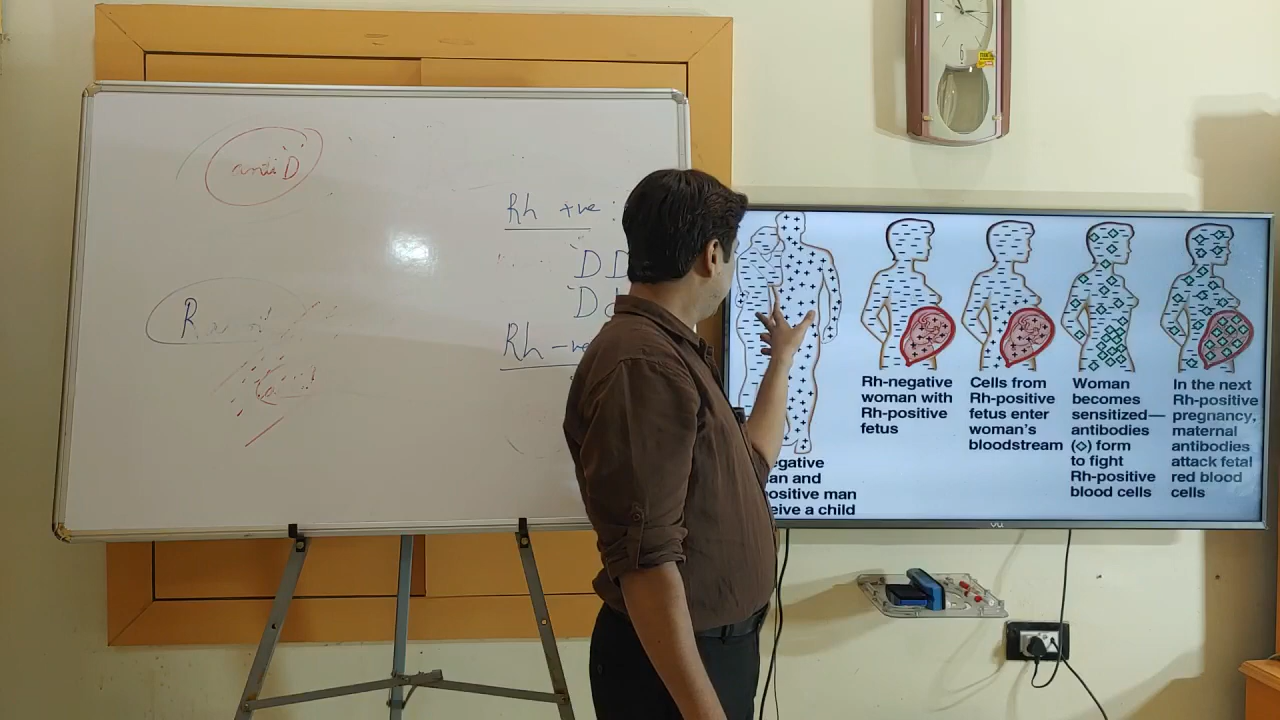 anti D
Rh +ve :
DD
Rh -ve
Rh-negative
woman with
Rh-positive
fetus
Cells from
Rh-positive
fetus enter
woman's
bloodstream
Woman
becomes
sensitized—
antibodies
(◇) form
to fight
Rh-positive
blood cells
In the next
Rh-positive
pregnancy,
maternal
antibodies
attack fetal
red blood
cells
egative
an and
ositive man
eive a child